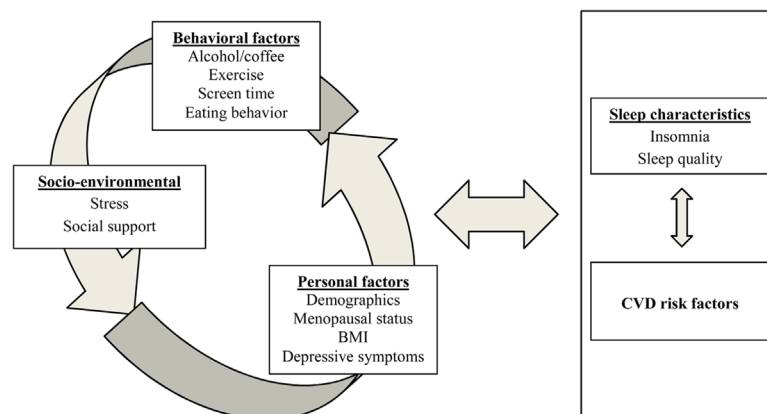 Behavioral factors
Alcohol/coffee
Exercise
Screen time
Eating behavior
Socio-environmental
Stress
Social support
Personal factors
Demographics
Menopausal status
BMI
Depressive symptoms
Sleep characteristics
Insomnia
Sleep quality
CVD risk factors